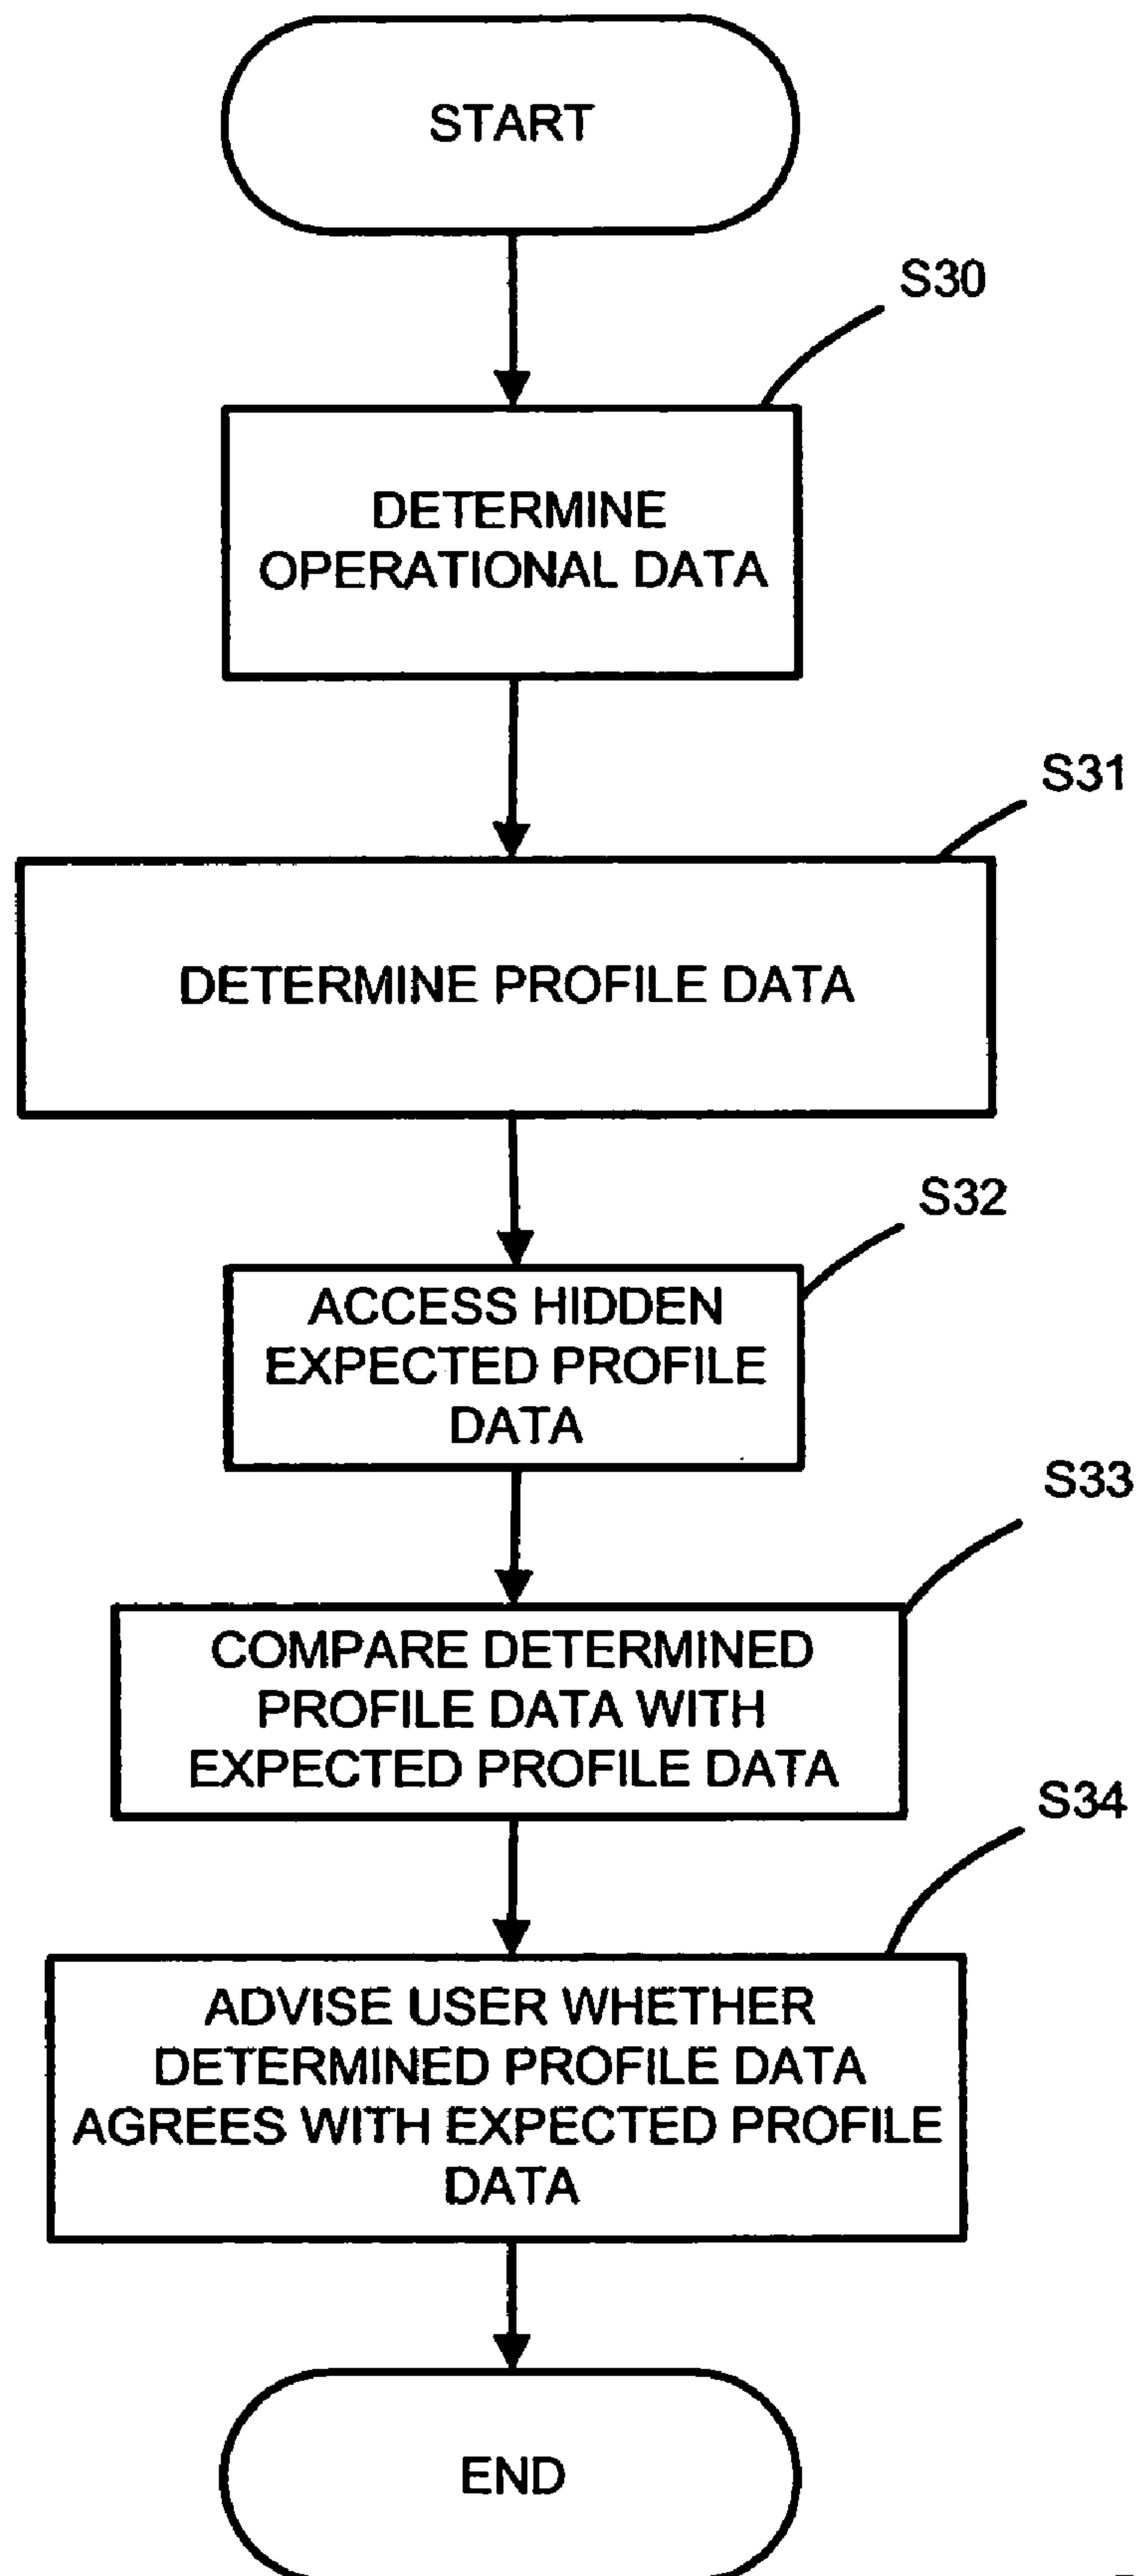 START
S30
DETERMINE
OPERATIONAL DATA
S31
DETERMINE PROFILE DATA
S32
ACCESS HIDDEN
EXPECTED PROFILE
DATA
S33
COMPARE DETERMINED
PROFILE DATA WITH
EXPECTED PROFILE DATA
S34
ADVISE USER WHETHER
DETERMINED PROFILE DATA
AGREES WITH EXPECTED PROFILE
DATA
END